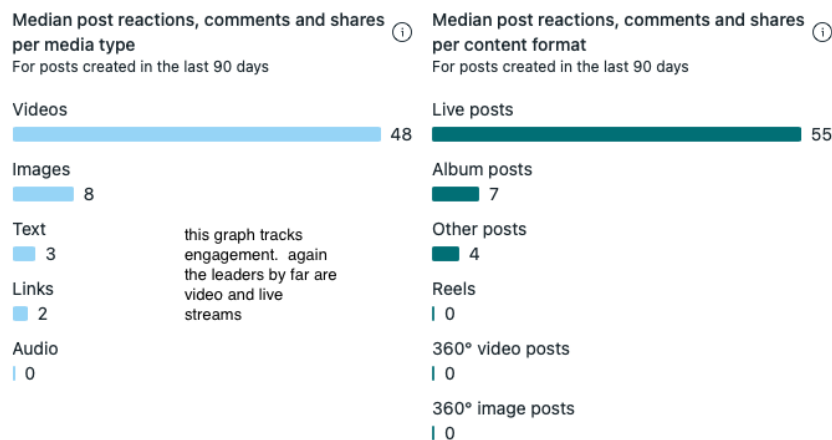 Median post reactions, comments and shares
per media type
For posts created in the last 90 days
Videos
48
Images
8
Text
3
Links
2
Audio
0
this graph tracks
engagement.  again
the leaders by far are
video and live
streams
Median post reactions, comments and shares
per content format
For posts created in the last 90 days
Live posts
55
Album posts
7
Other posts
4
Reels
0
360° video posts
0
360° image posts
0